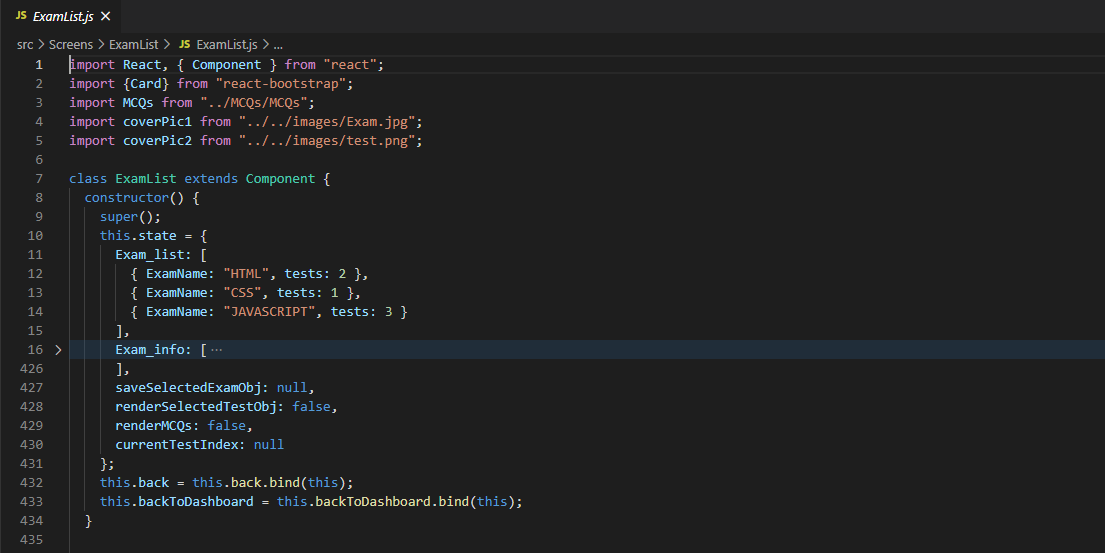 JS ExamList.js ×
src > Screens > ExamList > JS ExamList.js > ...
1 import React, { Component } from "react";
2 import {Card} from "react-bootstrap";
3 import MCQs from "../MCQs/MCQs";
4 import coverPic1 from "../../images/Exam.jpg";
5 import coverPic2 from "../../images/test.png";
6
7 class ExamList extends Component {
8 constructor() {
9 super();
10 this.state = {
11 Exam_list: [
12 { ExamName: "HTML", tests: 2 },
13 { ExamName: "CSS", tests: 1 },
14 { ExamName: "JAVASCRIPT", tests: 3 }
15 ],
16 > Exam_info: [ ···
426 ],
427 saveSelectedExamObj: null,
428 renderSelectedTestObj: false,
429 renderMCQs: false,
430 currentTestIndex: null
431 };
432 this.back = this.back.bind(this);
433 this.backToDashboard = this.backToDashboard.bind(this);
434 }
435